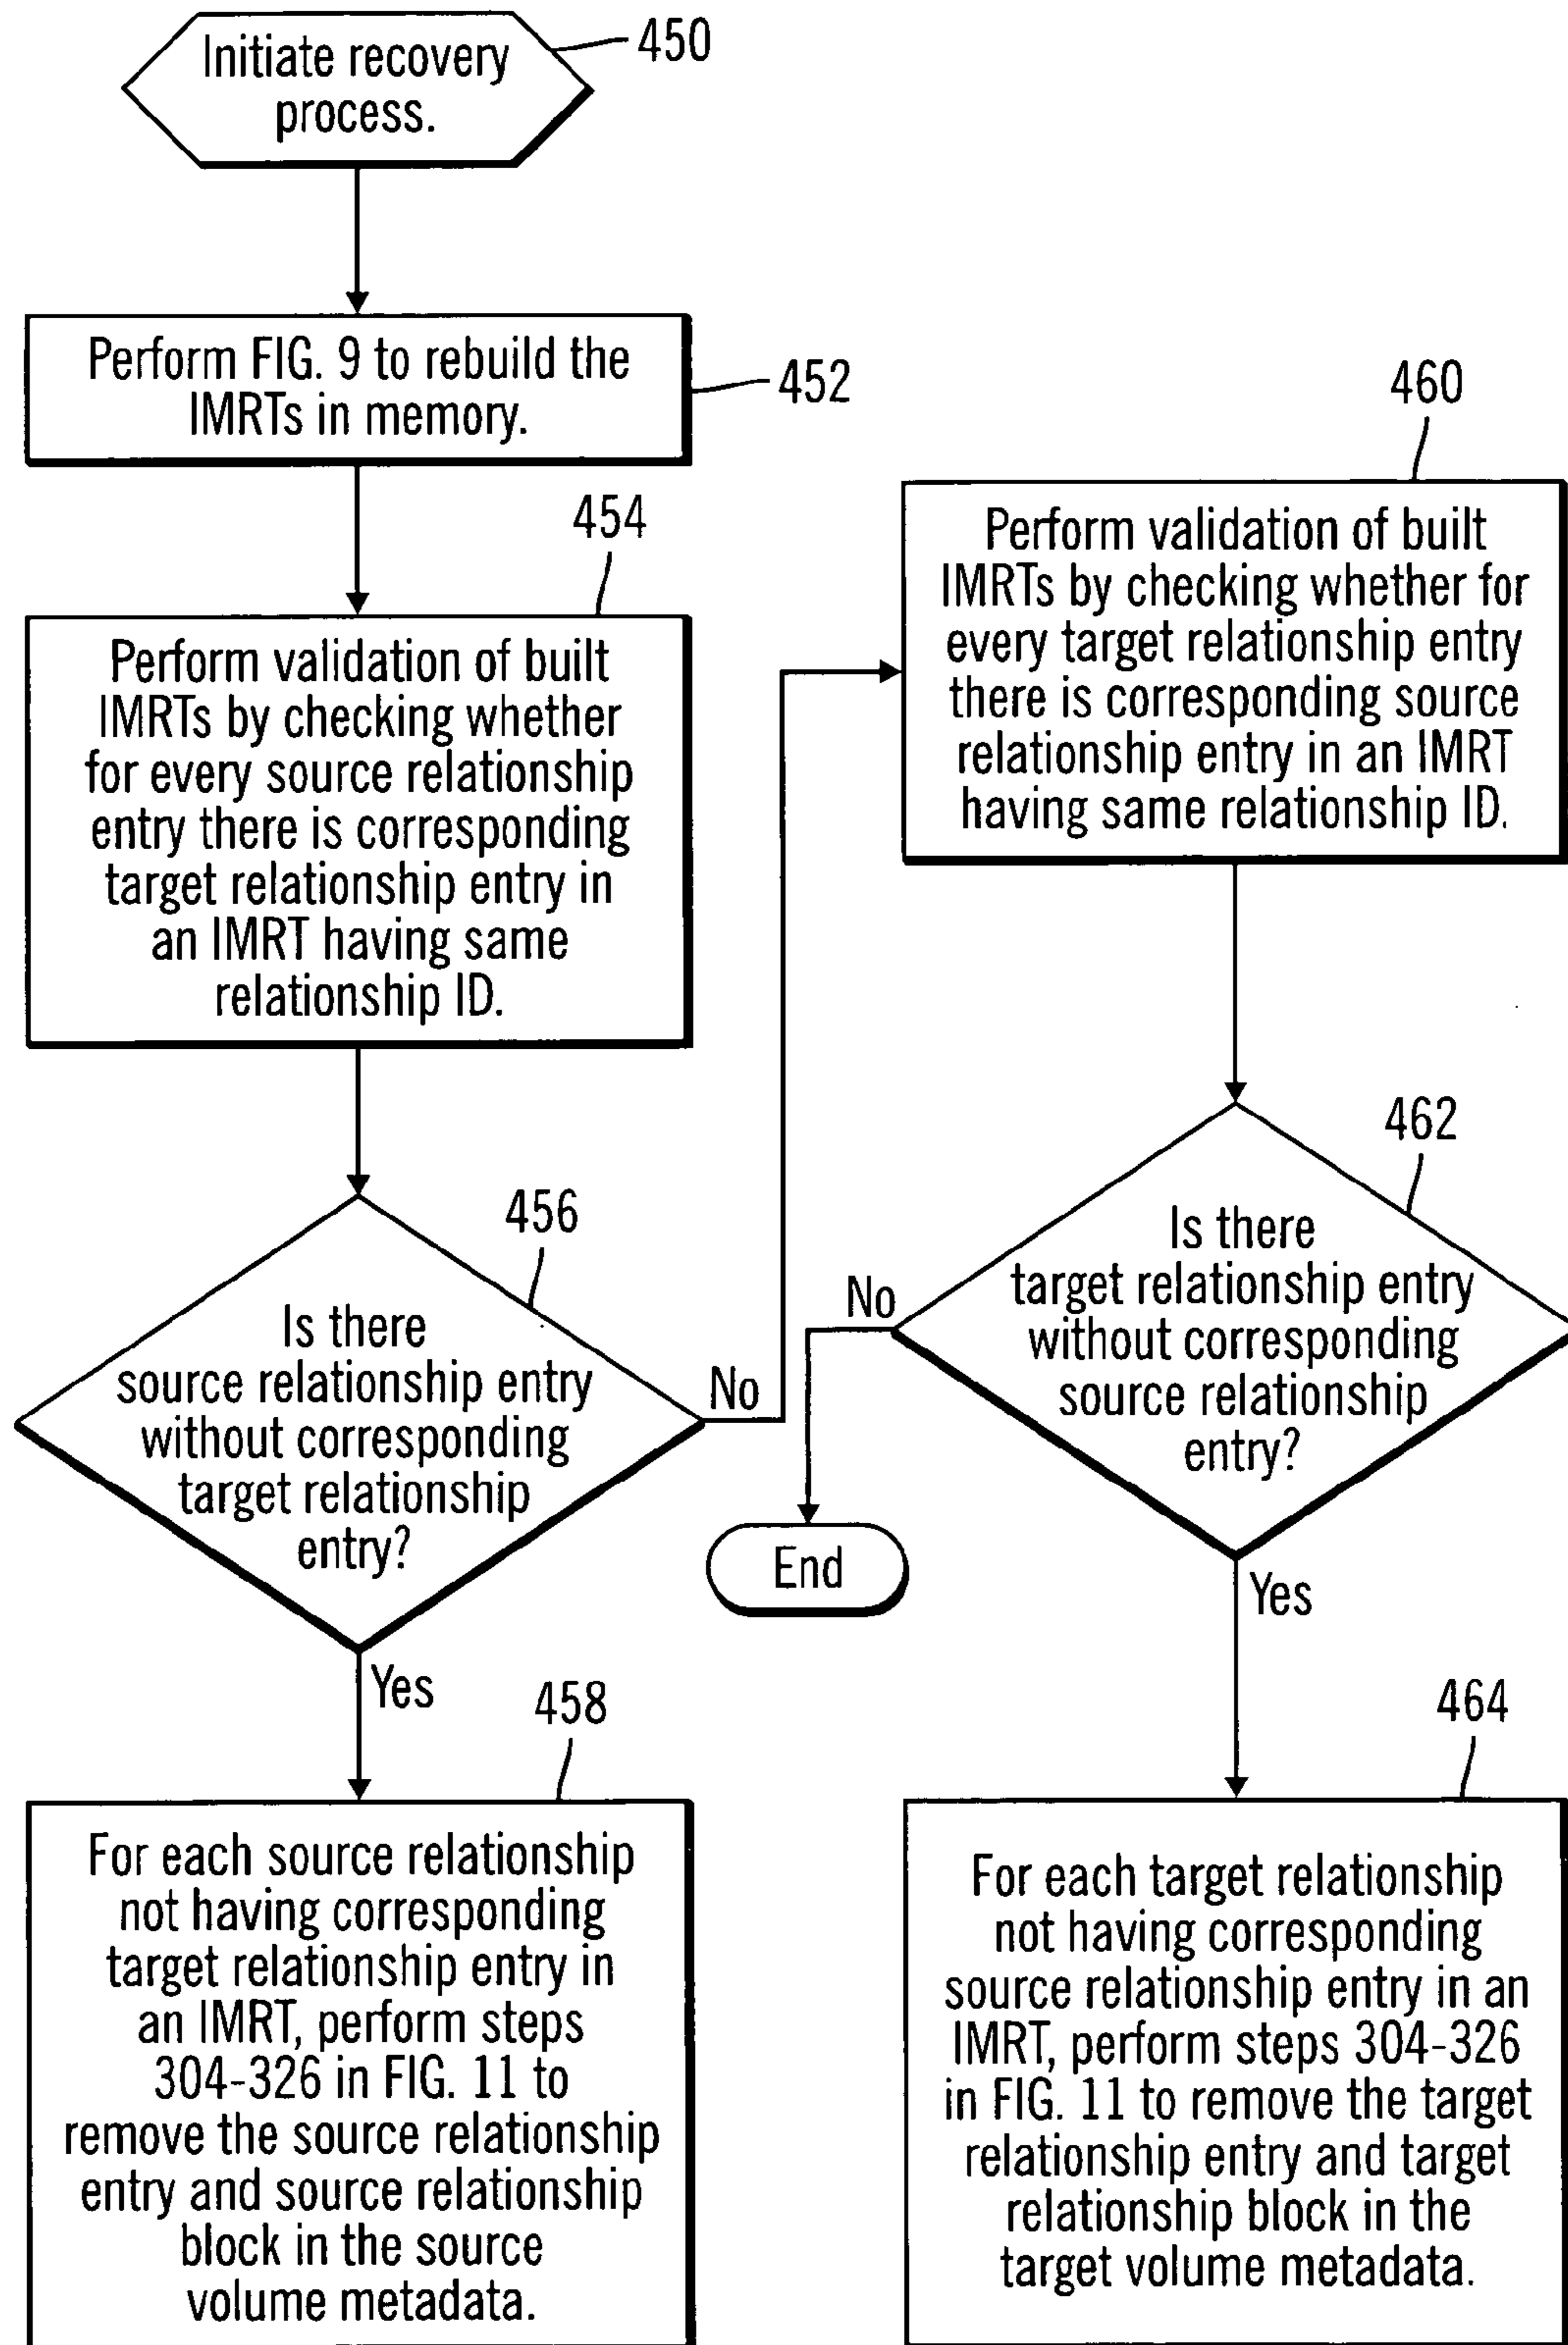 Initiate recovery
process.
450
Perform FIG. 9 to rebuild the
IMRTs in memory.
452
454
Perform validation of built
IMRTs by checking whether
for every source relationship
entry there is corresponding
target relationship entry in
an IMRT having same
relationship ID.
456
Is there
source relationship entry
without corresponding
target relationship
entry?
No
Yes
458
For each source relationship
not having corresponding
target relationship entry in
an IMRT, perform steps
304-326 in FIG. 11 to
remove the source relationship
entry and source relationship
block in the source
volume metadata.
460
Perform validation of built
IMRTs by checking whether for
every target relationship entry
there is corresponding source
relationship entry in an IMRT
having same relationship ID.
462
Is there
target relationship entry
without corresponding
source relationship
entry?
No
End
Yes
464
For each target relationship
not having corresponding
source relationship entry in an
IMRT, perform steps 304-326
in FIG. 11 to remove the target
relationship entry and target
relationship block in the
target volume metadata.